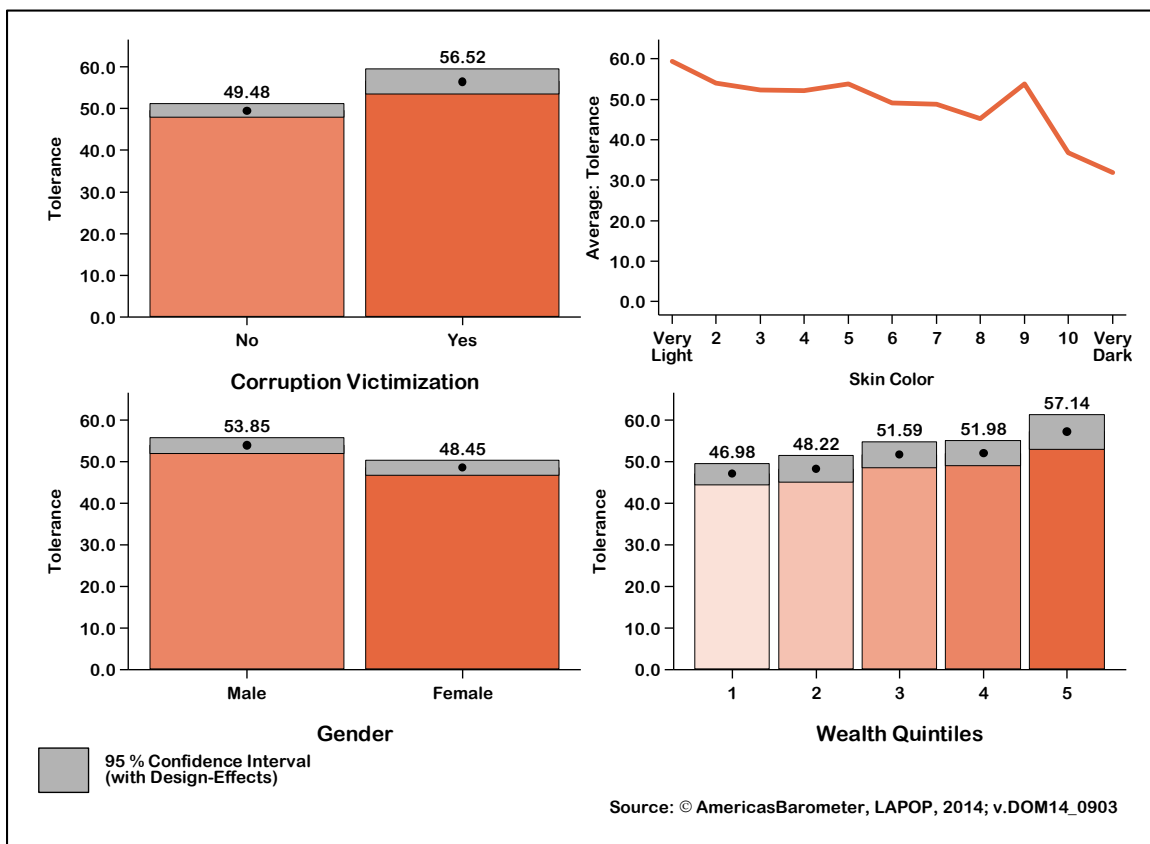 Tolerance
60.0
50.0
40.0
30.0
20.0
10.0
0.0
49.48
56.52
No Yes
Corruption Victimization
Average: Tolerance
60.0
50.0
40.0
30.0
20.0
10.0
0.0
Very Light 2 3 4 5 6 7 8 9 10 Very Dark
Skin Color
Tolerance
60.0
50.0
40.0
30.0
20.0
10.0
0.0
53.85
48.45
Male Female
Gender
Tolerance
60.0
50.0
40.0
30.0
20.0
10.0
0.0
46.98
48.22
51.59
51.98
57.14
1 2 3 4 5
Wealth Quintiles
95 % Confidence Interval
(with Design-Effects)
Source: © AmericasBarometer, LAPOP, 2014; v.DOM14_0903